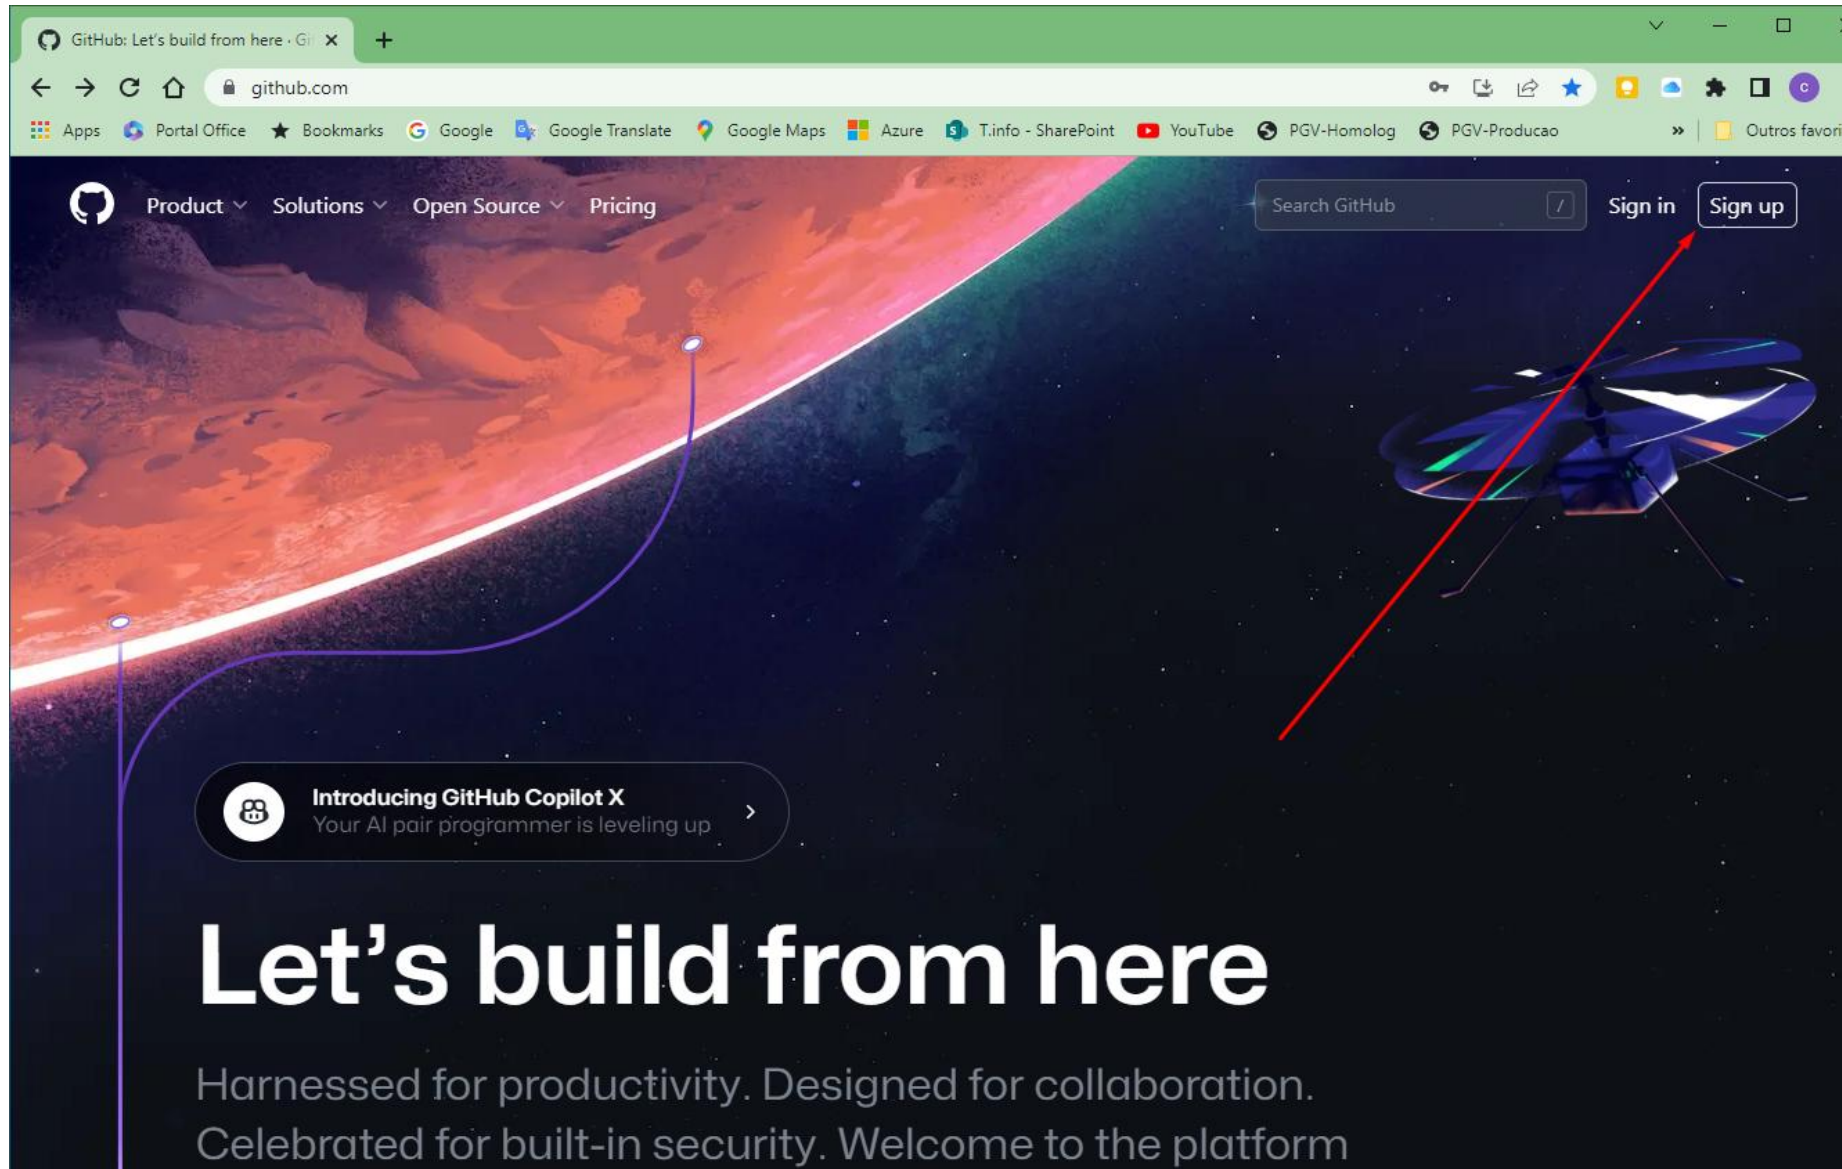 GitHub: Let's build from here · Gi
github.com
Apps Portal Office Bookmarks Google Google Translate Google Maps Azure T.info - SharePoint YouTube PGV-Homolog PGV-Producao » Outros favori
Product Solutions Open Source Pricing Search GitHub / Sign in Sign up
Introducing GitHub Copilot X
Your AI pair programmer is leveling up
Let's build from here
Harnessed for productivity. Designed for collaboration.
Celebrated for built-in security. Welcome to the platform